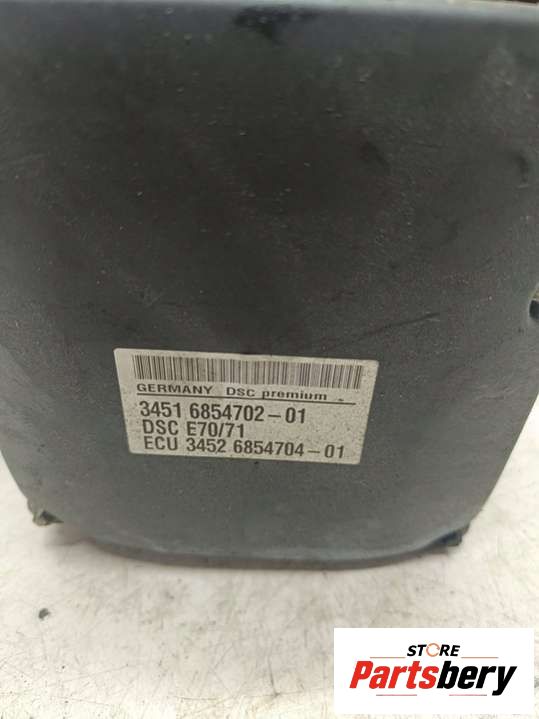 GERMANY DSC premium
3451 6854702-01
DSC E70/71
ECU 3452 6854704-01
STORE
Partsbery